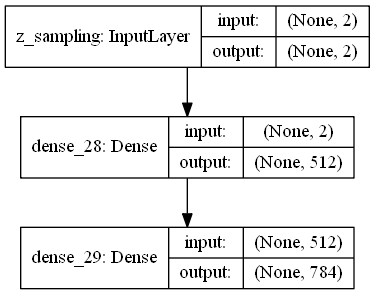 z_sampling: InputLayer
input: (None, 2)
output: (None, 2)
dense_28: Dense
input: (None, 2)
output: (None, 512)
dense_29: Dense
input: (None, 512)
output: (None, 784)